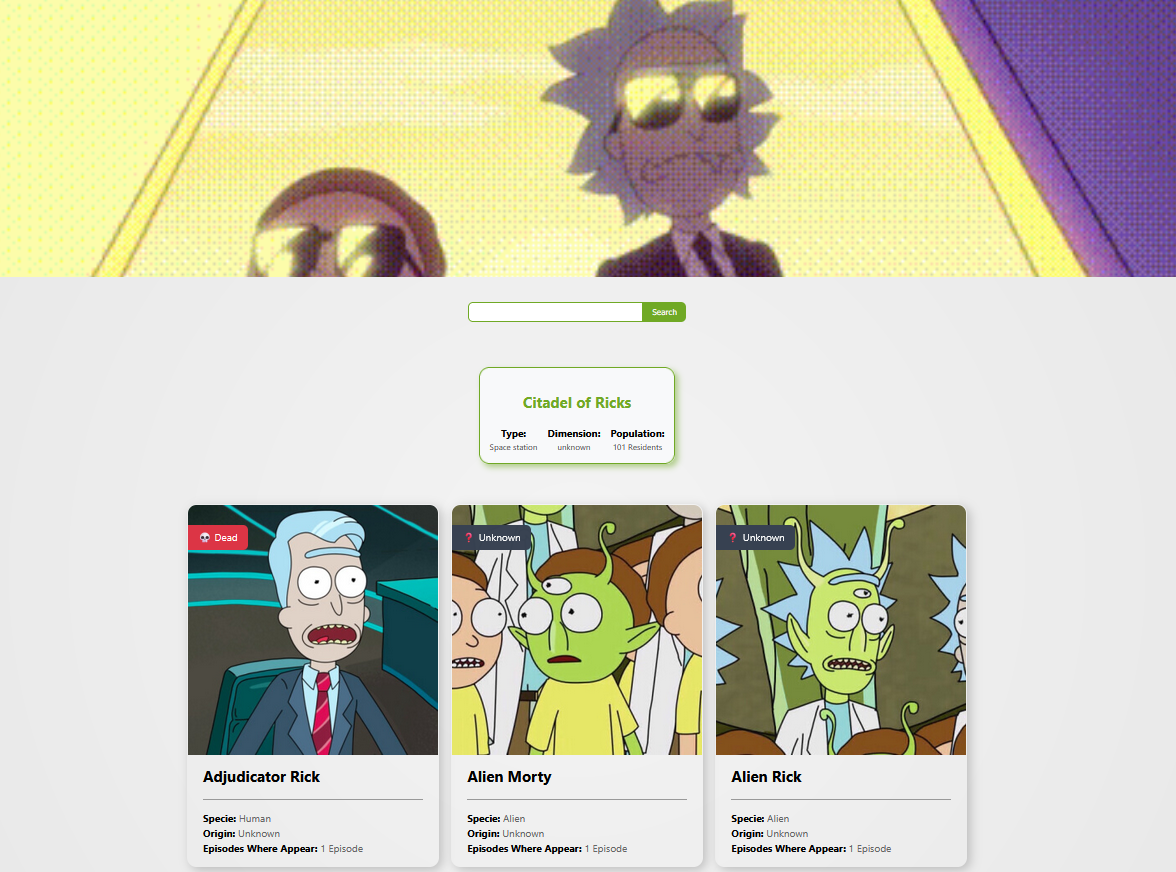 Search
Citadel of Ricks
Type: Dimension: Population:
Space station unknown 101 Residents
Dead
Unknown
Unknown
Adjudicator Rick
Specie: Human
Origin: Unknown
Episodes Where Appear: 1 Episode
Alien Morty
Specie: Alien
Origin: Unknown
Episodes Where Appear: 1 Episode
Alien Rick
Specie: Alien
Origin: Unknown
Episodes Where Appear: 1 Episode